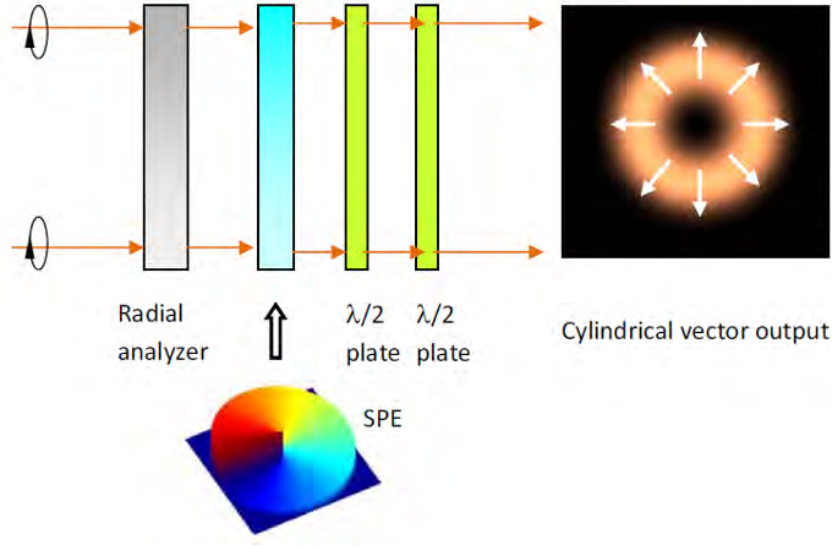 Radial
analyzer
λ/2
plate
λ/2
plate
Cylindrical vector output
SPE